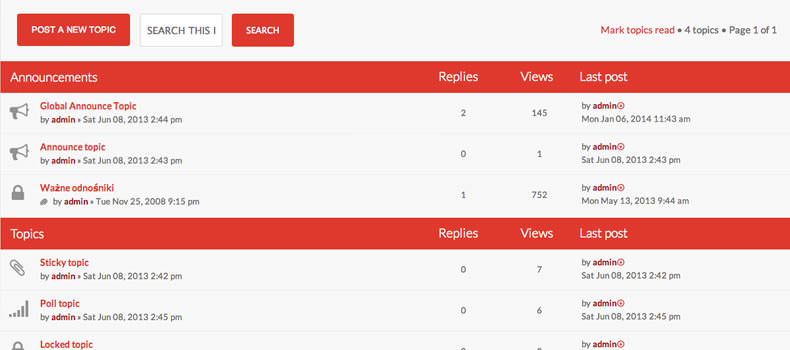 POST A NEW TOPIC SEARCH THIS SEARCH Mark topics read • 4 topics • Page 1 of 1
Announcements Replies Views Last post
Global Announce Topic 2 145 by admin
by admin » Sat Jun 08, 2013 2:44 pm Mon Jan 06, 2014 11:43 am
Announce topic 0 1 by admin
by admin » Sat Jun 08, 2013 2:43 pm Sat Jun 08, 2013 2:43 pm
Ważne odnośniki 1 752 by admin
by admin » Tue Nov 25, 2008 9:15 pm Mon May 13, 2013 9:44 am
Topics Replies Views Last post
Sticky topic 0 7 by admin
by admin » Sat Jun 08, 2013 2:42 pm Sat Jun 08, 2013 2:42 pm
Poll topic 0 6 by admin
by admin » Sat Jun 08, 2013 2:45 pm Sat Jun 08, 2013 2:45 pm
Locked topic by admin